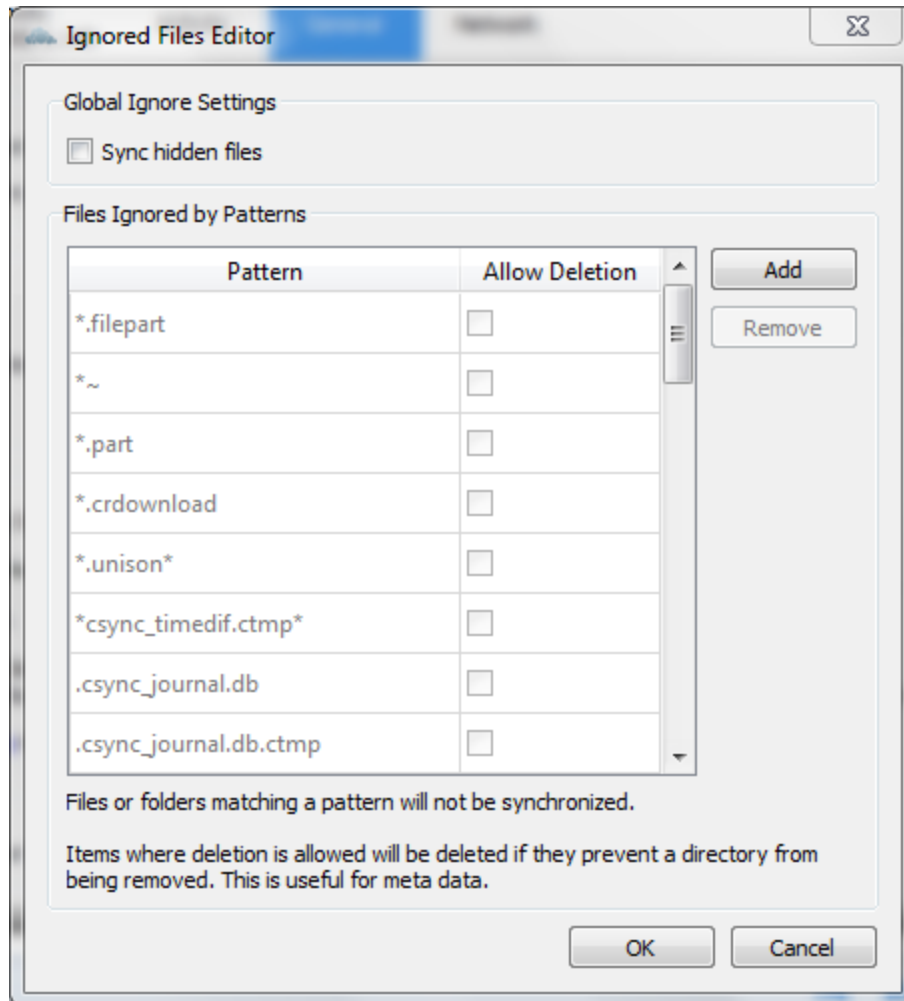 Ignored Files Editor
Global Ignore Settings
Sync hidden files
Files Ignored by Patterns
Pattern Allow Deletion
Add
*.filepart
Remove
*~
*.part
*.crdownload
*.unison*
*csync_timedif.ctmp*
.csync_journal.db
.csync_journal.db.ctmp
Files or folders matching a pattern will not be synchronized.
Items where deletion is allowed will be deleted if they prevent a directory from
being removed. This is useful for meta data.
OK Cancel